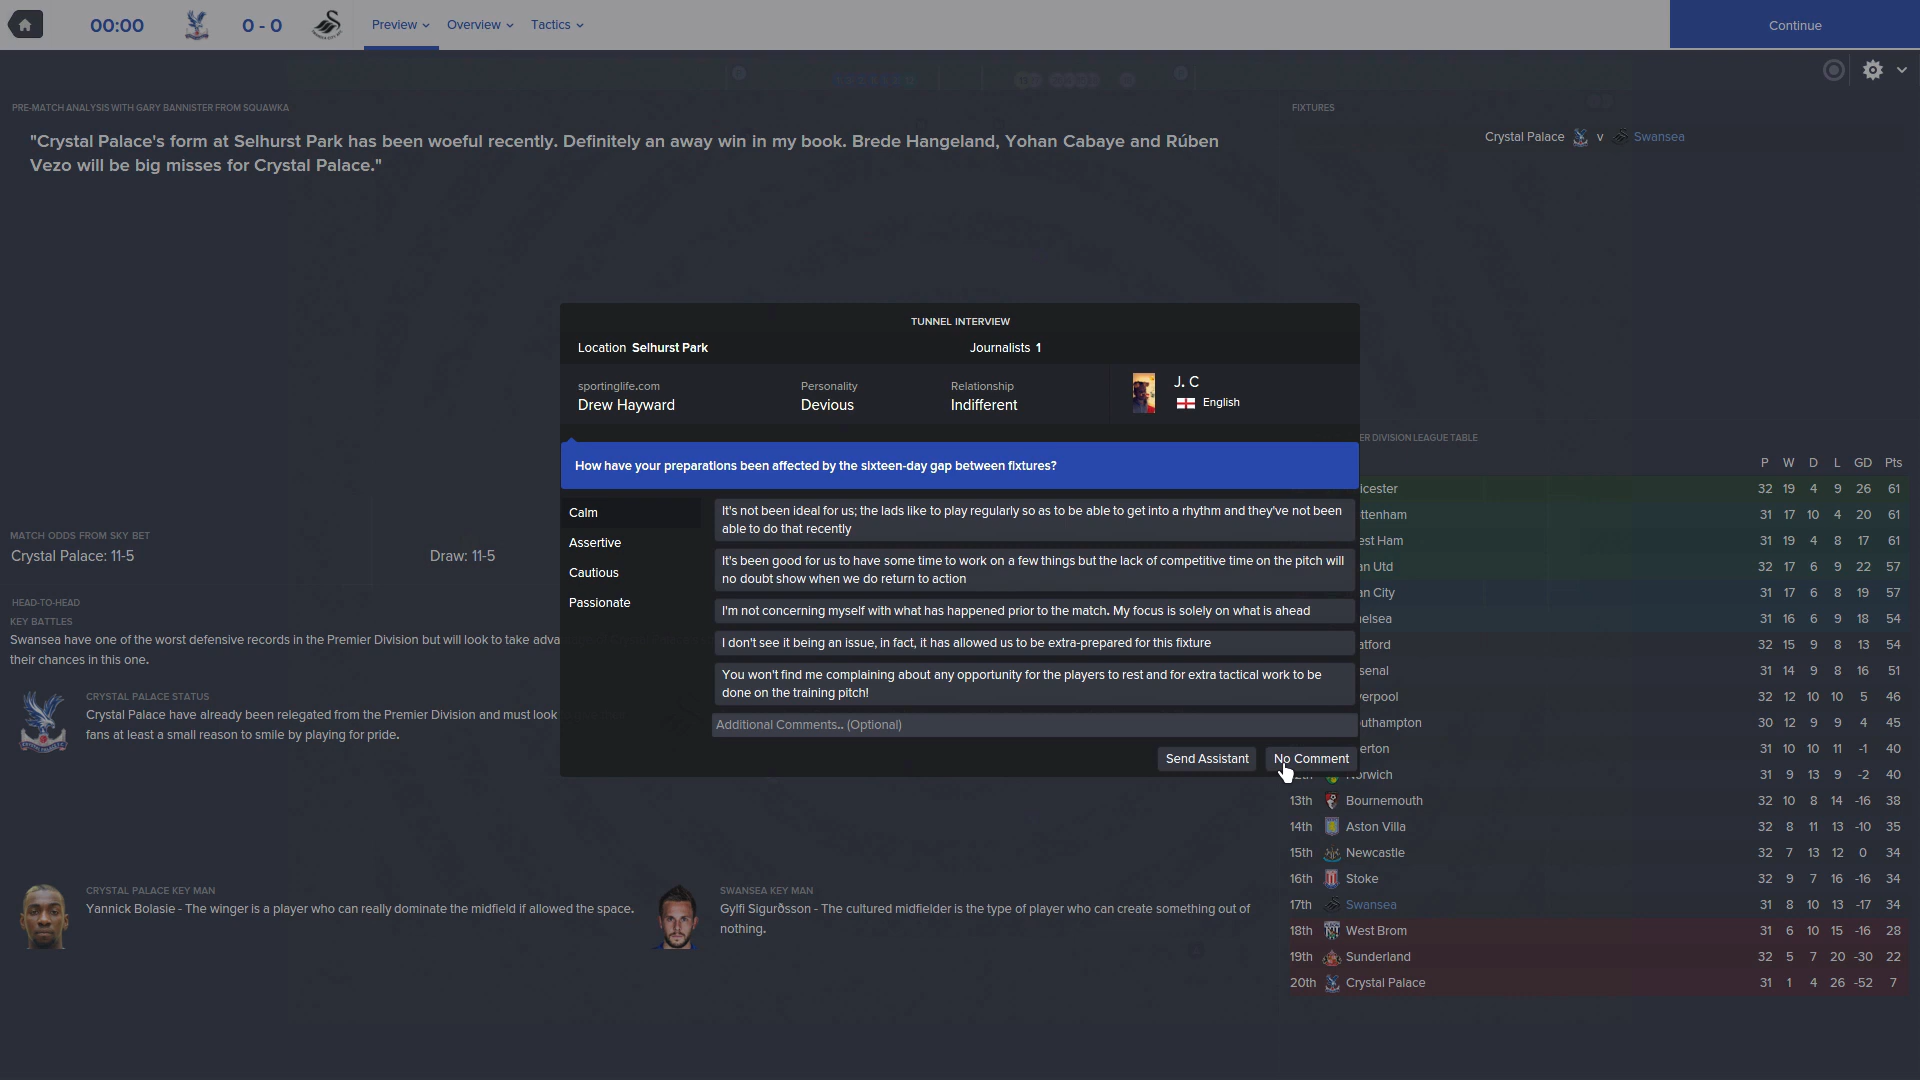 00:00
0 - 0
Preview
Overview
Tactics
Continue
PRE-MATCH ANALYSIS WITH GARY BANNISTER FROM SQUAWKA
"Crystal Palace's form at Selhurst Park has been woeful recently. Definitely an away win in my book. Brede Hangeland, Yohan Cabaye and Rúben
Vezo will be big misses for Crystal Palace."
FIXTURES
Crystal Palace v Swansea
TUNNEL INTERVIEW
Location Selhurst Park
Journalists 1
sportinglife.com
Drew Hayward
Personality
Devious
Relationship
Indifferent
J. C
English
How have your preparations been affected by the sixteen-day gap between fixtures?
Calm
Assertive
Cautious
Passionate
It's not been ideal for us; the lads like to play regularly so as to be able to get into a rhythm and they've not been
able to do that recently
It's been good for us to have some time to work on a few things but the lack of competitive time on the pitch will
no doubt show when we do return to action
I'm not concerning myself with what has happened prior to the match. My focus is solely on what is ahead
I don't see it being an issue, in fact, it has allowed us to be extra-prepared for this fixture
You won't find me complaining about any opportunity for the players to rest and for extra tactical work to be
done on the training pitch!
Additional Comments.. (Optional)
Send Assistant
No Comment
MATCH ODDS FROM SKY BET
Crystal Palace: 11-5
Draw: 11-5
HEAD-TO-HEAD
KEY BATTLES
Swansea have one of the worst defensive records in the Premier Division but will look to take
their chances in this one.
CRYSTAL PALACE STATUS
Crystal Palace have already been relegated from the Premier Division and must look
fans at least a small reason to smile by playing for pride.
CRYSTAL PALACE KEY MAN
Yannick Bolasie - The winger is a player who can really dominate the midfield if allowed the space.
SWANSEA KEY MAN
Gylfi Sigurðsson - The cultured midfielder is the type of player who can create something out of
nothing.
ER DIVISION LEAGUE TABLE
P W D L GD Pts
icester 32 19 4 9 26 61
ttenham 31 17 10 4 20 61
est Ham 31 19 4 8 17 61
an Utd 32 17 6 9 22 57
an City 31 17 6 8 19 57
helsea 31 16 6 9 18 54
atford 32 15 9 8 13 54
senal 31 14 9 8 16 51
verpool 32 12 10 10 5 46
uthampton 30 12 9 9 4 45
erton 31 10 10 11 -1 40
12th Norwich 31 9 13 9 -2 40
13th Bournemouth 32 10 8 14 -16 38
14th Aston Villa 32 8 11 13 -10 35
15th Newcastle 32 7 13 12 0 34
16th Stoke 32 9 7 16 -16 34
17th Swansea 31 8 10 13 -17 34
18th West Brom 31 6 10 15 -16 28
19th Sunderland 32 5 7 20 -30 22
20th Crystal Palace 31 1 4 26 -52 7